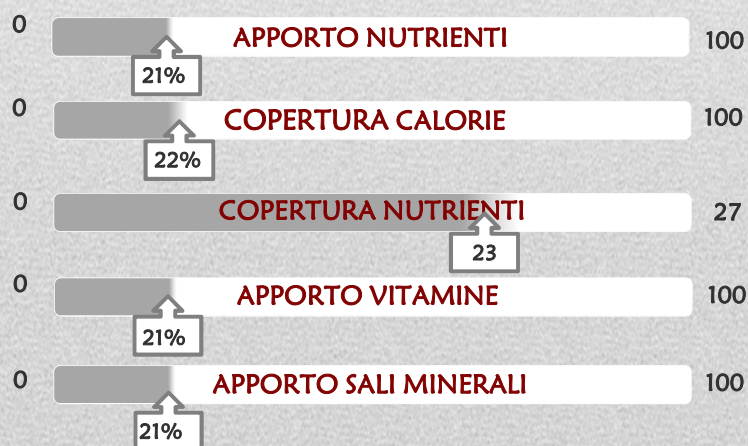 0 APPORTO NUTRIENTI 100
21%
0 COPERTURA CALORIE 100
22%
0 COPERTURA NUTRIENTI 27
23
0 APPORTO VITAMINE 100
21%
0 APPORTO SALI MINERALI 100
21%